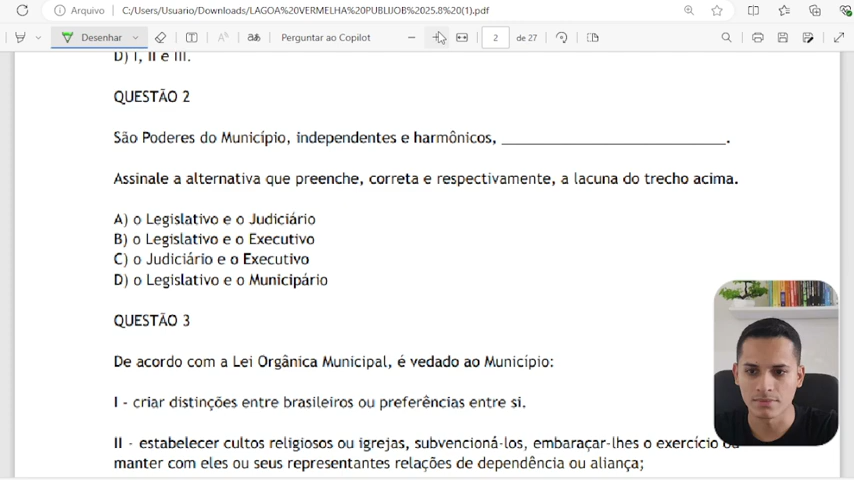 Arquivo C:/Users/Usuario/Downloads/LAGOA%20VERMELHA%20PUBLIJOB%2025.8%20(1).pdf
Desenhar Perguntar ao Copilot 2 de 27
D) I, II e III.
QUESTÃO 2
São Poderes do Município, independentes e harmônicos, ______________________________.
Assinale a alternativa que preenche, correta e respectivamente, a lacuna do trecho acima.
A) o Legislativo e o Judiciário
B) o Legislativo e o Executivo
C) o Judiciário e o Executivo
D) o Legislativo e o Municipário
QUESTÃO 3
De acordo com a Lei Orgânica Municipal, é vedado ao Município:
I - criar distinções entre brasileiros ou preferências entre si.
II - estabelecer cultos religiosos ou igrejas, subvencioná-los, embaraçar-lhes o exercício ou
manter com eles ou seus representantes relações de dependência ou aliança;